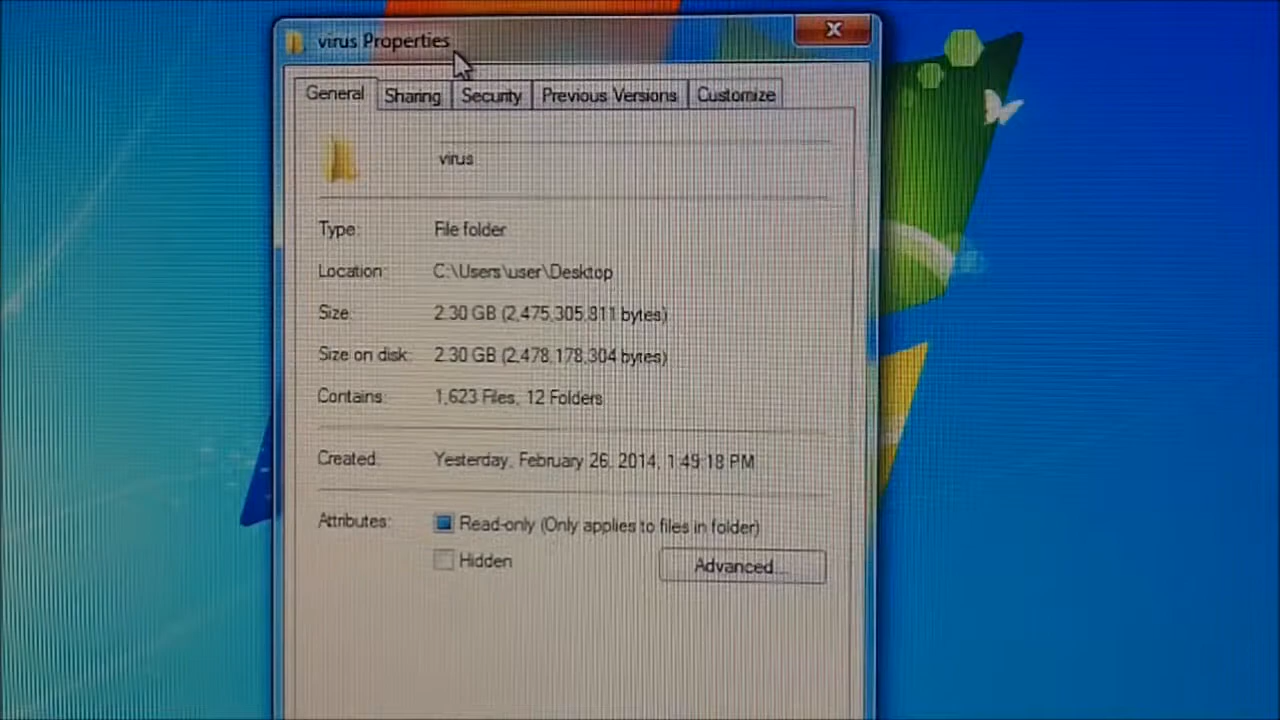 virus Properties
General Sharing Security Previous Versions Customize
virus
Type: File folder
Location: C:\Users\user\Desktop
Size: 2.30 GB (2,475,305,811 bytes)
Size on disk: 2.30 GB (2,478,178,304 bytes)
Contains: 1,623 Files, 12 Folders
Created: Yesterday, February 26, 2014, 1:49:18 PM
Attributes: Read-only (Only applies to files in folder)
Hidden Advanced...